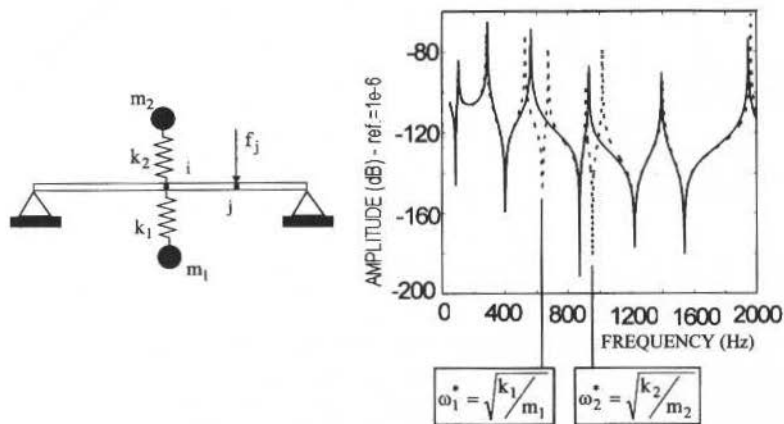 m₂
k₂
i
fⱼ
j
k₁
m₁
AMPLITUDE (dB) - ref.=1e-6
-80
-120
-160
-200
0 400 800 1200 1600 2000
FREQUENCY (Hz)
ω₁* = √k₁/m₁
ω₂* = √k₂/m₂